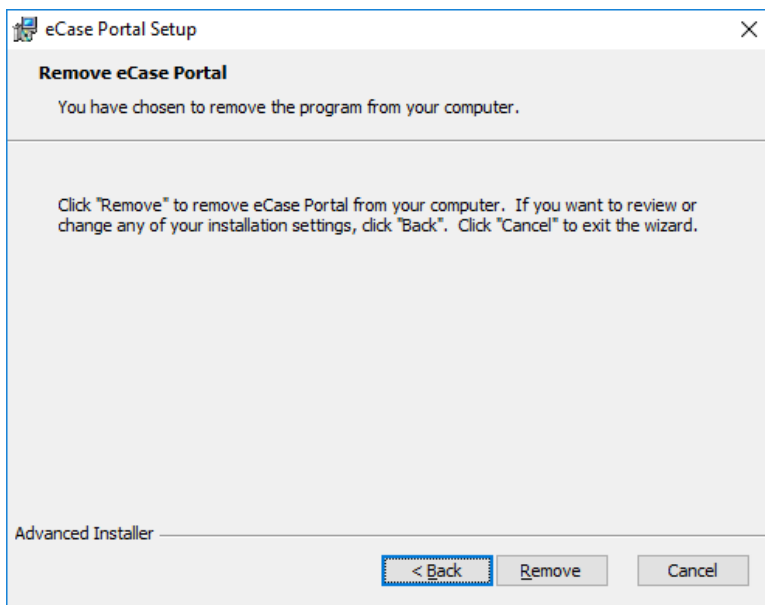 eCase Portal Setup
Remove eCase Portal
You have chosen to remove the program from your computer.
Click "Remove" to remove eCase Portal from your computer.  If you want to review or
change any of your installation settings, click "Back".  Click "Cancel" to exit the wizard.
Advanced Installer
< Back
Remove
Cancel